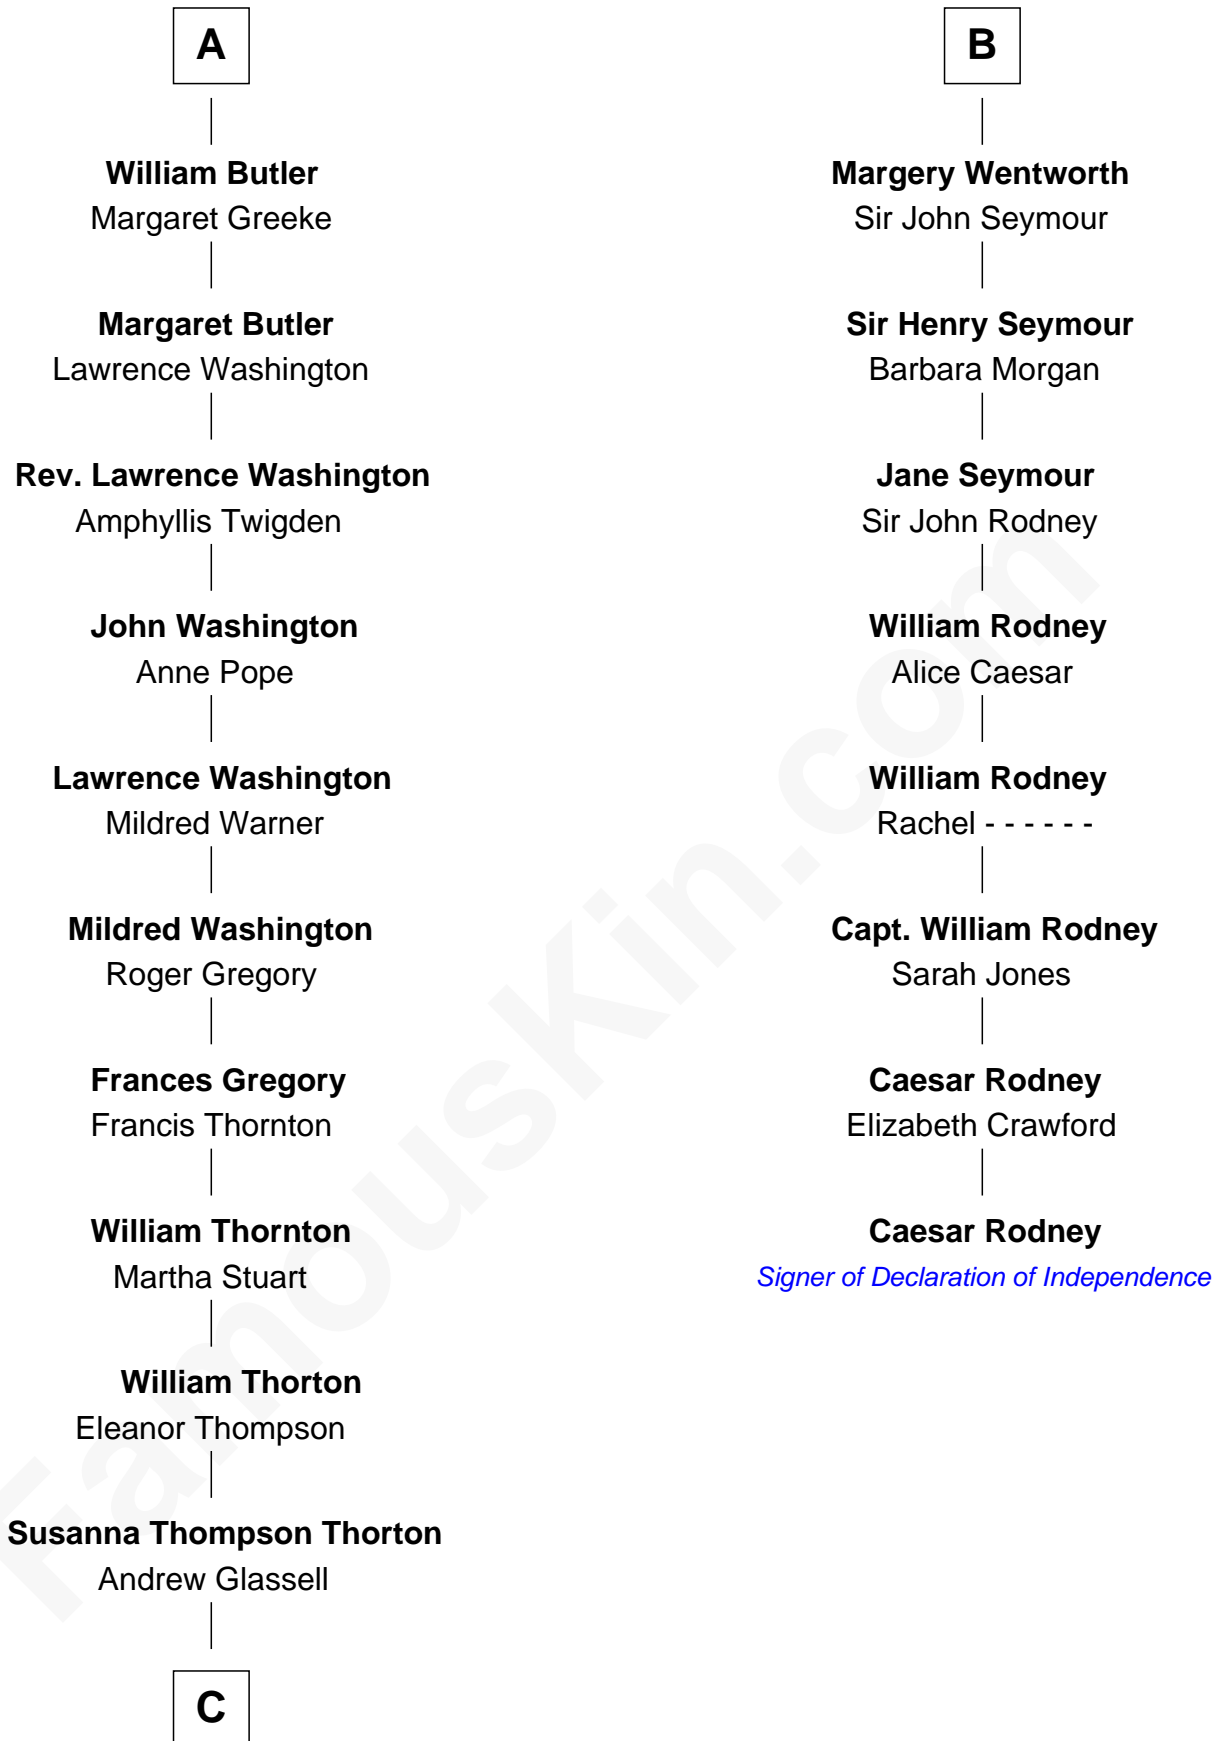 A
William Butler
Margaret Greeke
Margaret Butler
Lawrence Washington
Rev. Lawrence Washington
Amphyllis Twigden
John Washington
Anne Pope
Lawrence Washington
Mildred Warner
Mildred Washington
Roger Gregory
Frances Gregory
Francis Thornton
William Thornton
Martha Stuart
William Thorton
Eleanor Thompson
Susanna Thompson Thorton
Andrew Glassell
C
B
Margery Wentworth
Sir John Seymour
Sir Henry Seymour
Barbara Morgan
Jane Seymour
Sir John Rodney
William Rodney
Alice Caesar
William Rodney
Rachel - - - - - -
Capt. William Rodney
Sarah Jones
Caesar Rodney
Elizabeth Crawford
Caesar Rodney
Signer of Declaration of Independence
FamousKin.com